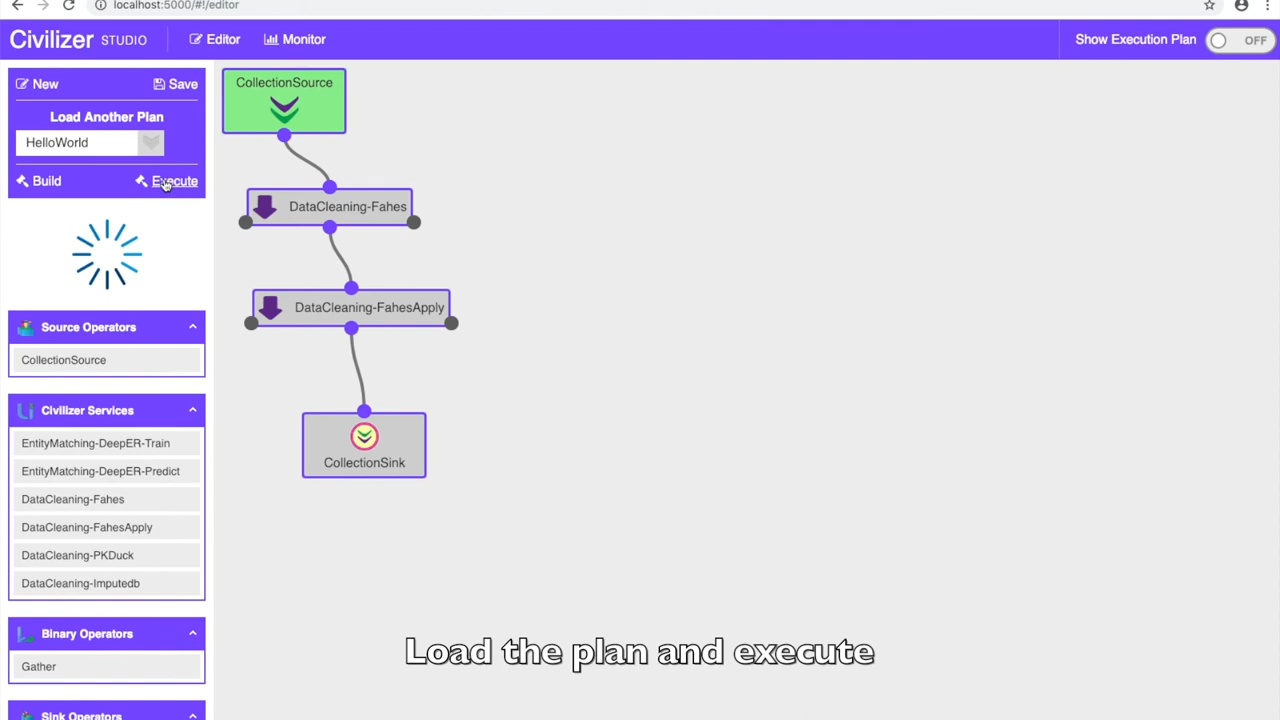 localhost:5000/#!/editor
Civilizer STUDIO
Editor
Monitor
Show Execution Plan
OFF
New
Save
Load Another Plan
HelloWorld
Build
Execute
Source Operators
CollectionSource
Civilizer Services
EntityMatching-DeepER-Train
EntityMatching-DeepER-Predict
DataCleaning-Fahes
DataCleaning-FahesApply
DataCleaning-PKDuck
DataCleaning-Imputedb
Binary Operators
Gather
Sink Operators
CollectionSource
DataCleaning-Fahes
DataCleaning-FahesApply
CollectionSink
Load the plan and execute